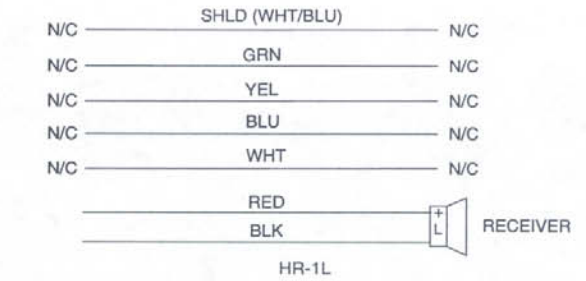 SHLD (WHT/BLU)
N/C N/C
GRN
N/C N/C
YEL
N/C N/C
BLU
N/C N/C
WHT
N/C N/C
RED
+
L
RECEIVER
BLK
HR-1L